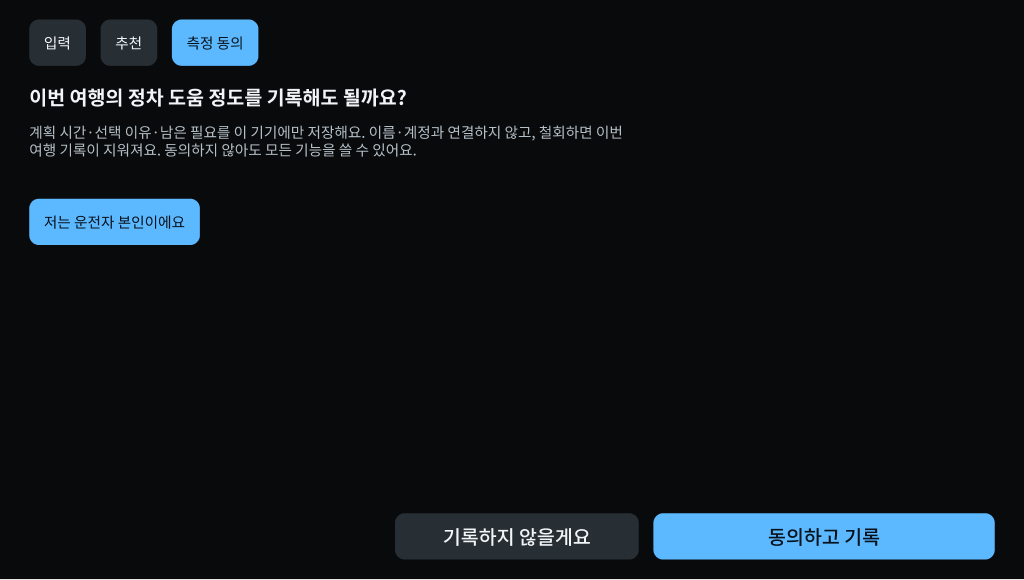 입력
추천
측정 동의
이번 여행의 정차 도움 정도를 기록해도 될까요?
계획 시간·선택 이유·남은 필요를 이 기기에만 저장해요. 이름·계정과 연결하지 않고, 철회하면 이번
여행 기록이 지워져요. 동의하지 않아도 모든 기능을 쓸 수 있어요.
저는 운전자 본인이에요
기록하지 않을게요
동의하고 기록